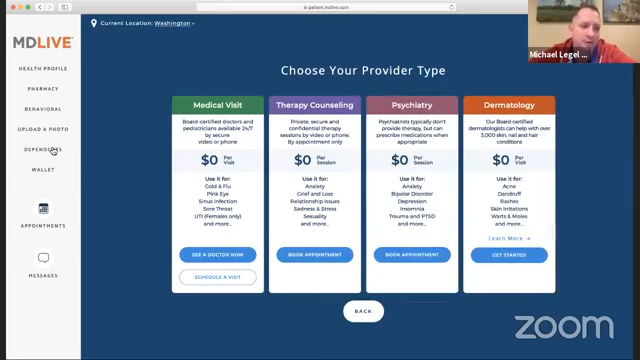 patient.mdlive.com
Current Location: Washington
Michael Legel ...
MDLIVE
HEALTH PROFILE
PHARMACY
BEHAVIORAL
UPLOAD A PHOTO
DEPENDENTS
WALLET
APPOINTMENTS
MESSAGES
Choose Your Provider Type
Medical Visit
Board-certified doctors and
pediatricians available 24/7
by secure
video or phone
$0 Per
Visit
Use it for:
Cold & Flu
Pink Eye
Sinus Infection
Sore Throat
UTI (Females only)
and more...
SEE A DOCTOR NOW
SCHEDULE A VISIT
Therapy Counseling
Private, secure and
confidential therapy
sessions by video or phone.
By appointment only
$0 Per
Session
Use it for:
Anxiety
Grief and Loss
Relationship Issues
Sadness & Stress
Sexuality
and more...
BOOK APPOINTMENT
Psychiatry
Psychiatrists typically don't
provide therapy, but can
prescribe medications when
appropriate
$0 Per
Session
Use it for:
Anxiety
Bipolar Disorder
Depression
Insomnia
Trauma and PTSD
and more...
BOOK APPOINTMENT
Dermatology
Our Board-certified
dermatologists can help with over
3,000 skin, nail and hair
conditions
$0 Per
Visit
Use it for:
Acne
Dandruff
Rashes
Skin Irritations
Warts & Moles
and more...
Learn More →
GET STARTED
BACK
zoom